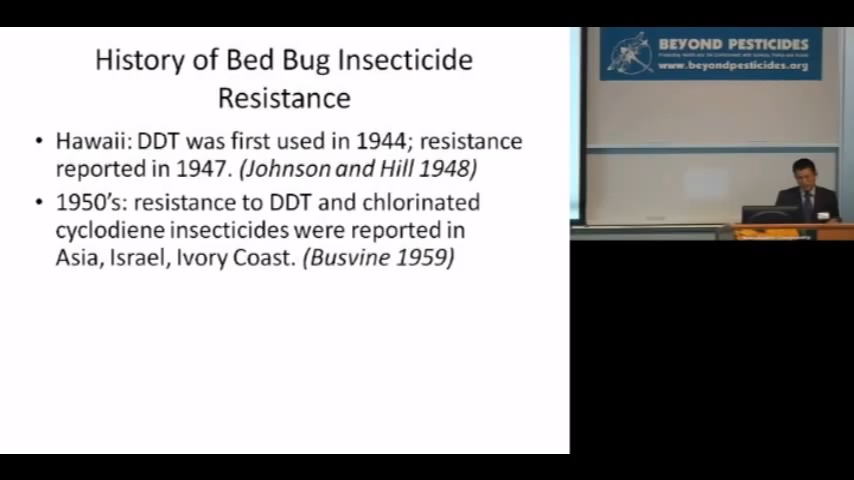 History of Bed Bug Insecticide
Resistance
• Hawaii: DDT was first used in 1944; resistance
reported in 1947. (Johnson and Hill 1948)
• 1950's: resistance to DDT and chlorinated
cyclodiene insecticides were reported in
Asia, Israel, Ivory Coast. (Busvine 1959)
BEYOND PESTICIDES
www.beyondpesticides.org